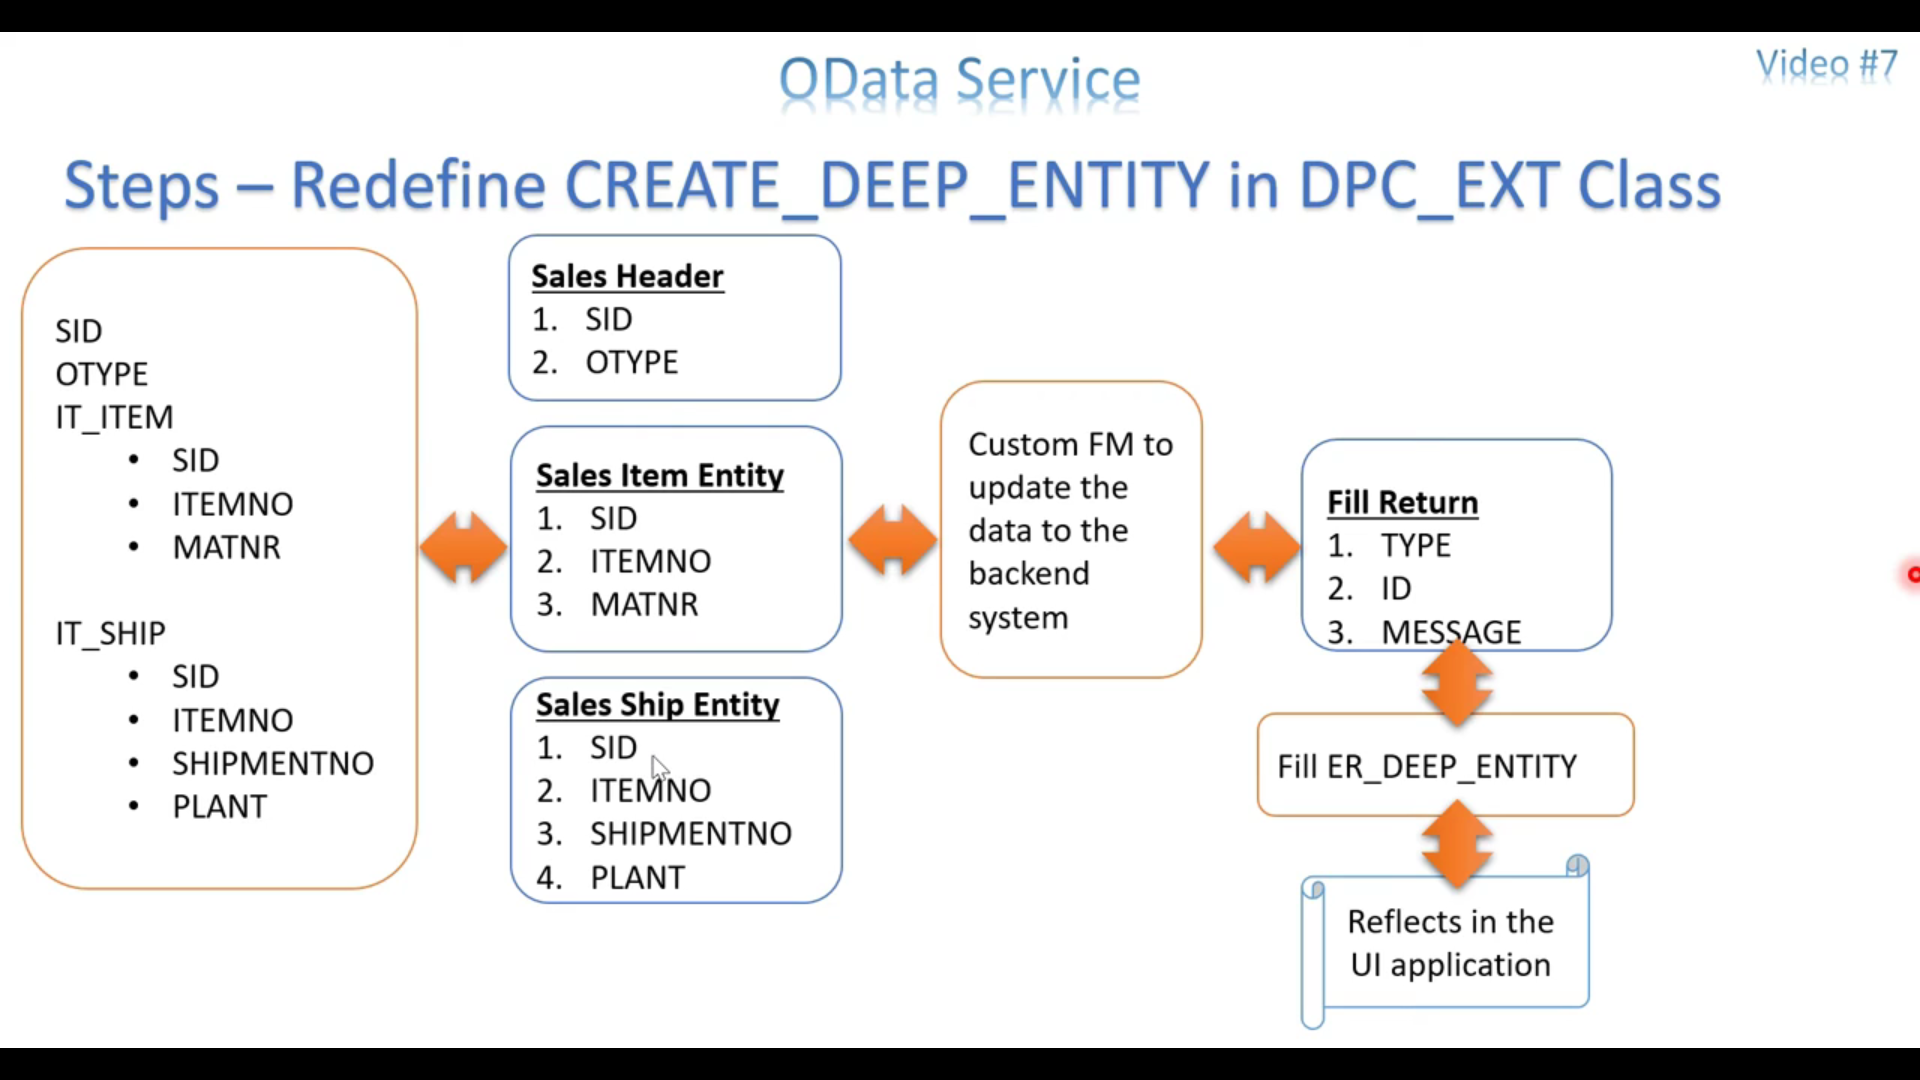 OData Service
Video #7
Steps – Redefine CREATE_DEEP_ENTITY in DPC_EXT Class
SID
OTYPE
IT_ITEM
• SID
• ITEMNO
• MATNR
IT_SHIP
• SID
• ITEMNO
• SHIPMENTNO
• PLANT
Sales Header
1. SID
2. OTYPE
Sales Item Entity
1. SID
2. ITEMNO
3. MATNR
Sales Ship Entity
1. SID
2. ITEMNO
3. SHIPMENTNO
4. PLANT
Custom FM to
update the
data to the
backend
system
Fill Return
1. TYPE
2. ID
3. MESSAGE
Fill ER_DEEP_ENTITY
Reflects in the
UI application